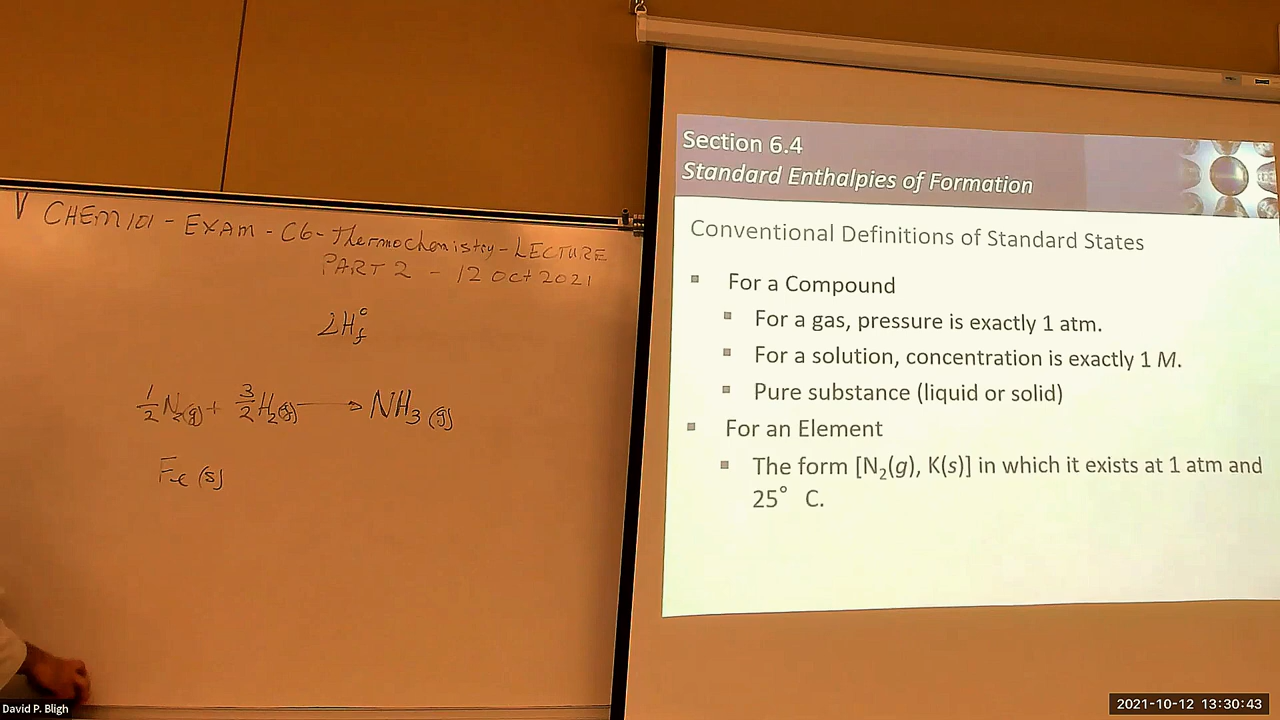 CHEM101 - EXAM - C6 - Thermochemistry - LECTURE
PART 2 - 12 Oct 2021
∠H°f
1/2 N2(g) + 3/2 H2(g) → NH3(g)
Fe(s)
Section 6.4
Standard Enthalpies of Formation
Conventional Definitions of Standard States
▪ For a Compound
▪ For a gas, pressure is exactly 1 atm.
▪ For a solution, concentration is exactly 1 M.
▪ Pure substance (liquid or solid)
▪ For an Element
▪ The form [N2(g), K(s)] in which it exists at 1 atm and
25° C.
David P. Bligh
2021-10-12 13:30:43